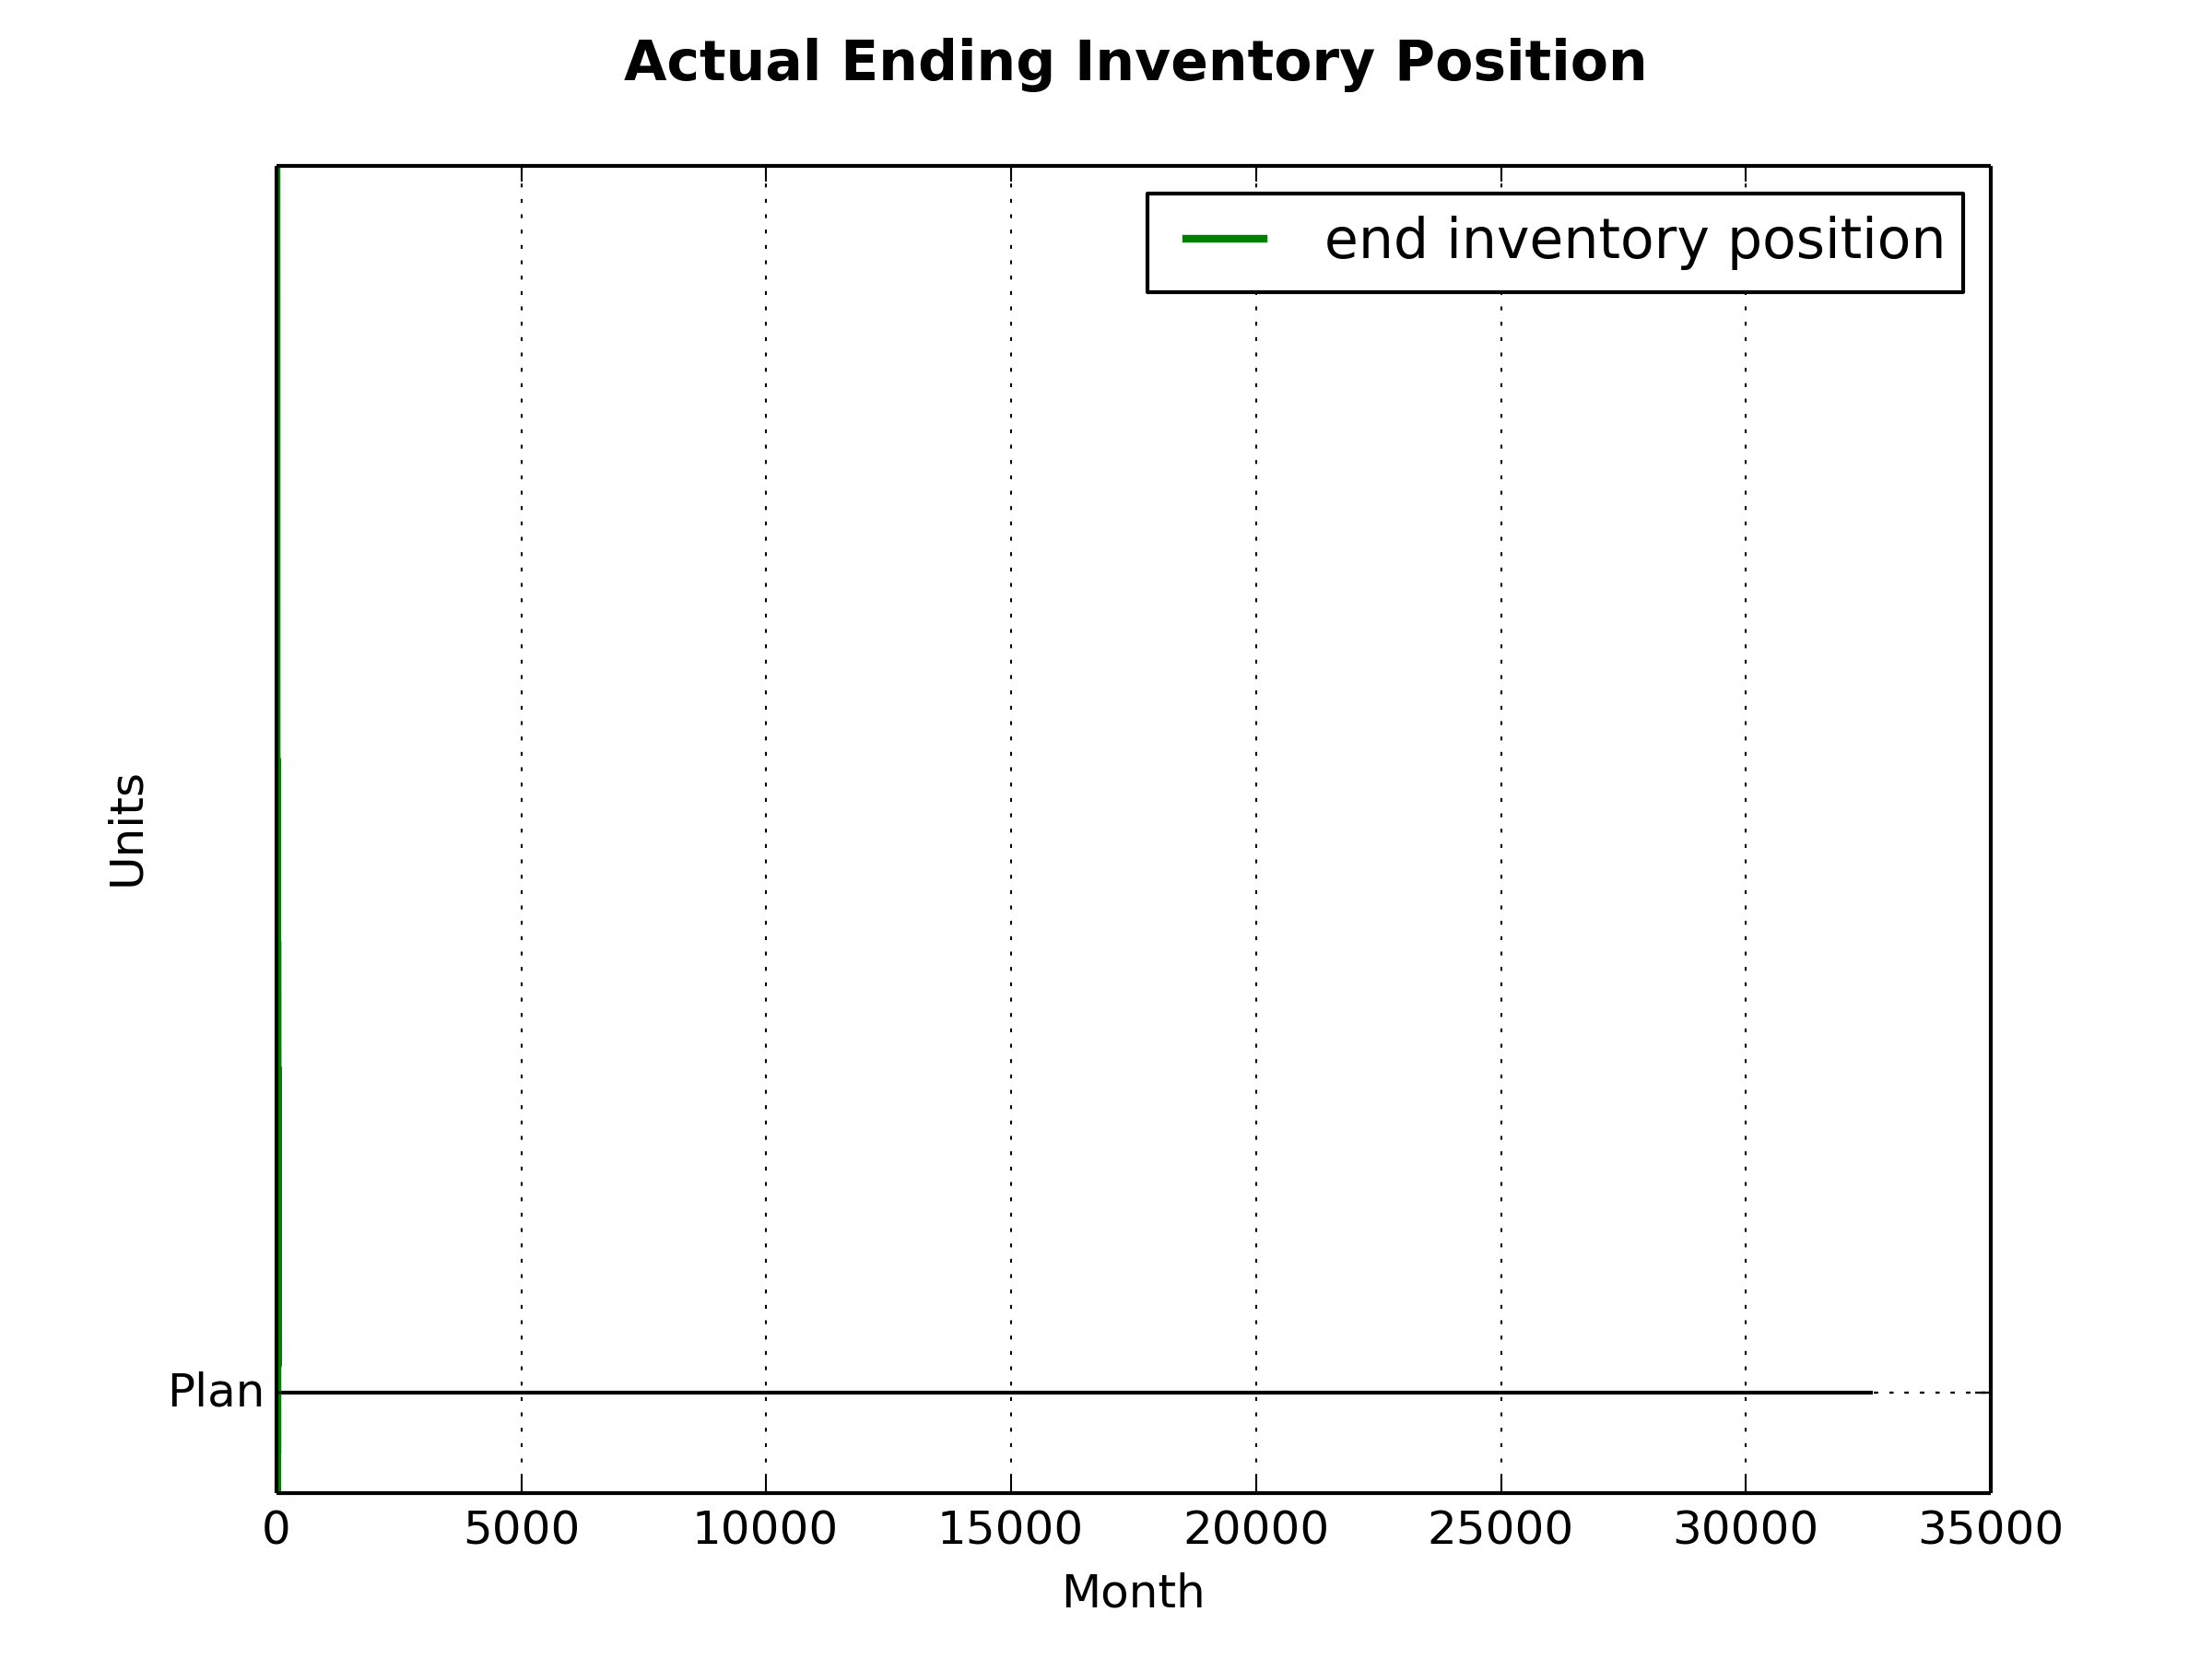 Actual Ending Inventory Position
end inventory position
Units
Plan
0 5000 10000 15000 20000 25000 30000 35000
Month